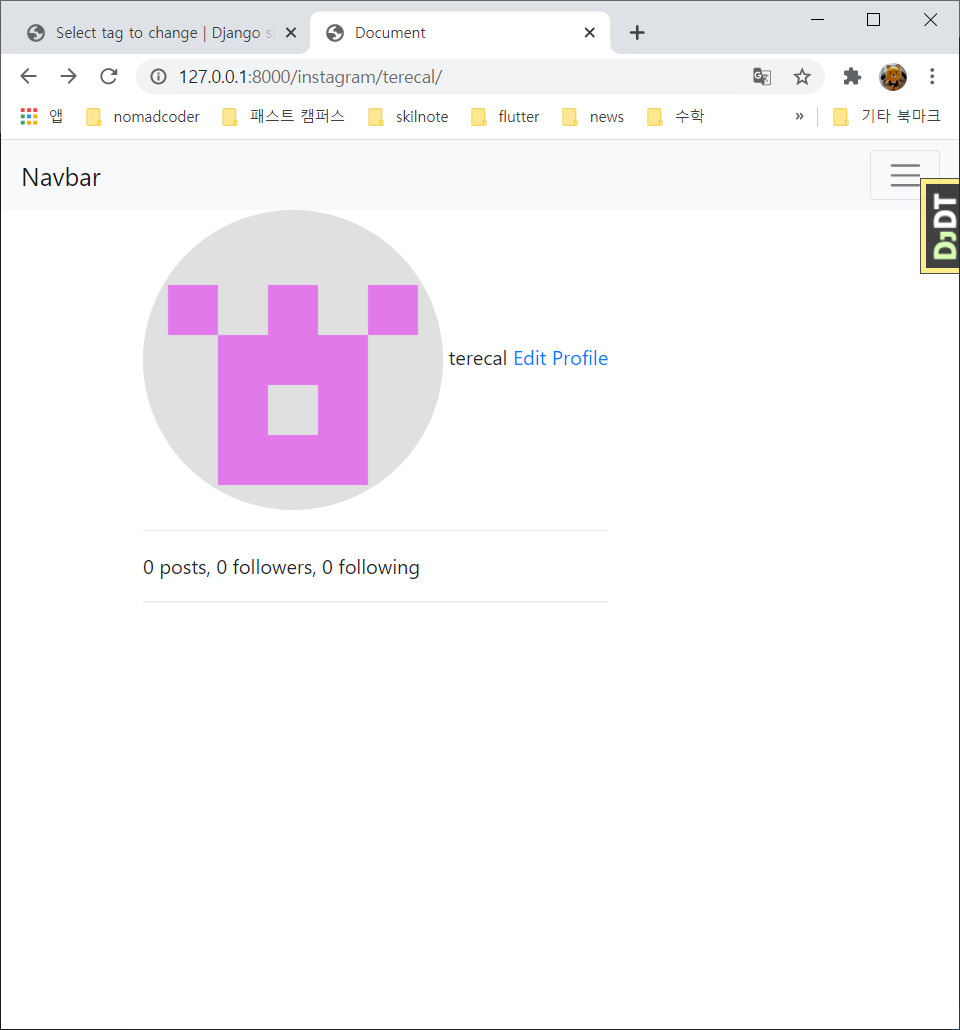 Select tag to change | Django s
Document
127.0.0.1:8000/instagram/terecal/
앱 nomadcoder 패스트 캠퍼스 skilnote flutter news 수학 » 기타 북마크
Navbar
DJDT
terecal Edit Profile
0 posts, 0 followers, 0 following